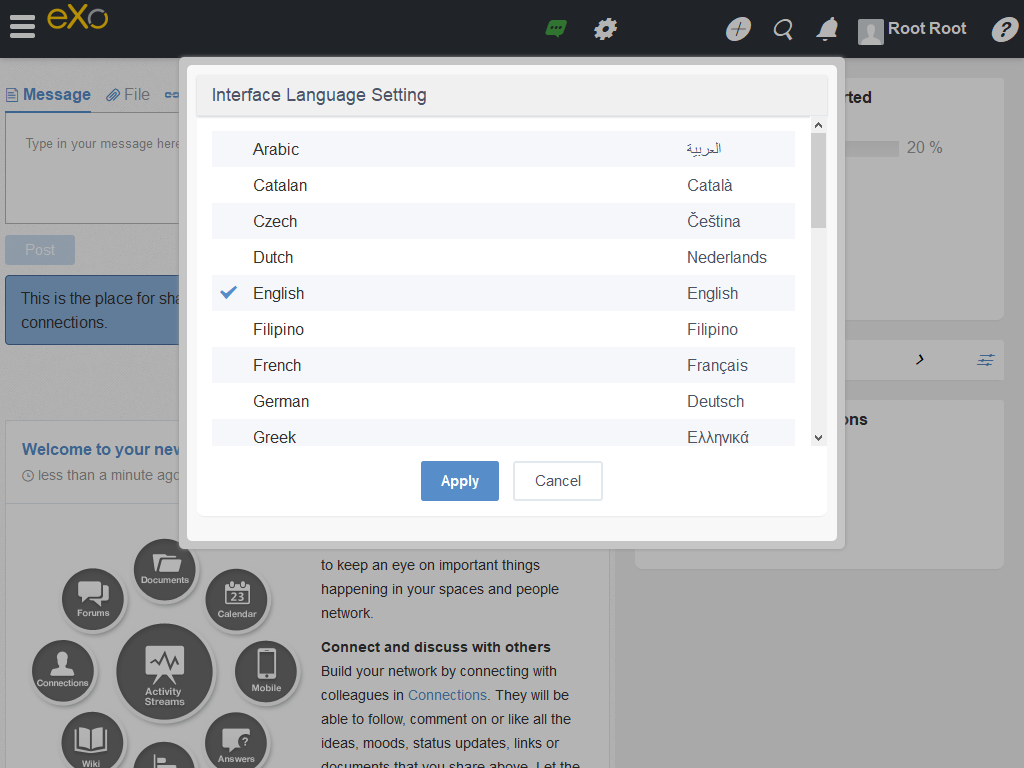 eXo
Root Root
?
Interface Language Setting
Arabic العربية
Catalan Català
Czech Čeština
Dutch Nederlands
English English
Filipino Filipino
French Français
German Deutsch
Greek Ελληνικά
Apply Cancel
Message File
Type in your message here
Post
This is the place for sha
connections.
rted
20 %
ons
Welcome to your new
less than a minute ago
Documents
Forums
23
Calendar
Connections
Activity
Streams
Mobile
Wiki
?
Answers
to keep an eye on important things
happening in your spaces and people
network.
Connect and discuss with others
Build your network by connecting with
colleagues in Connections. They will be
able to follow, comment on or like all the
ideas, moods, status updates, links or
documents that you share above. Let the